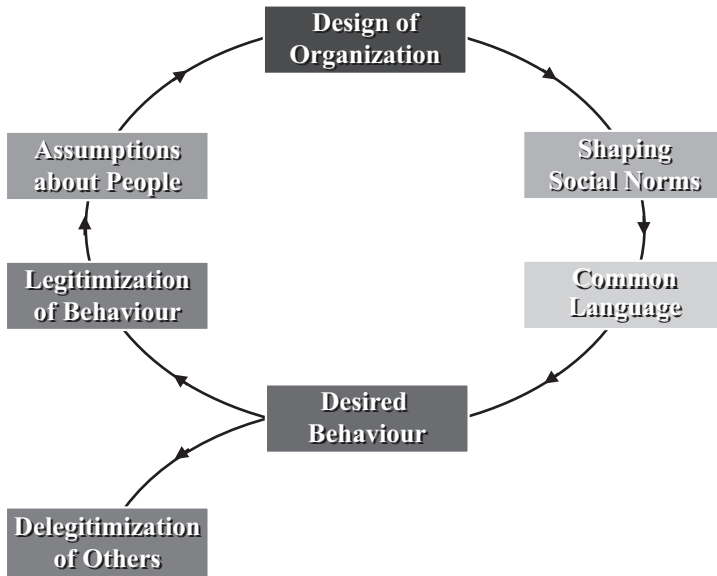 Design of
Organization
Assumptions
about People
Shaping
Social Norms
Legitimization
of Behaviour
Common
Language
Desired
Behaviour
Delegitimization
of Others